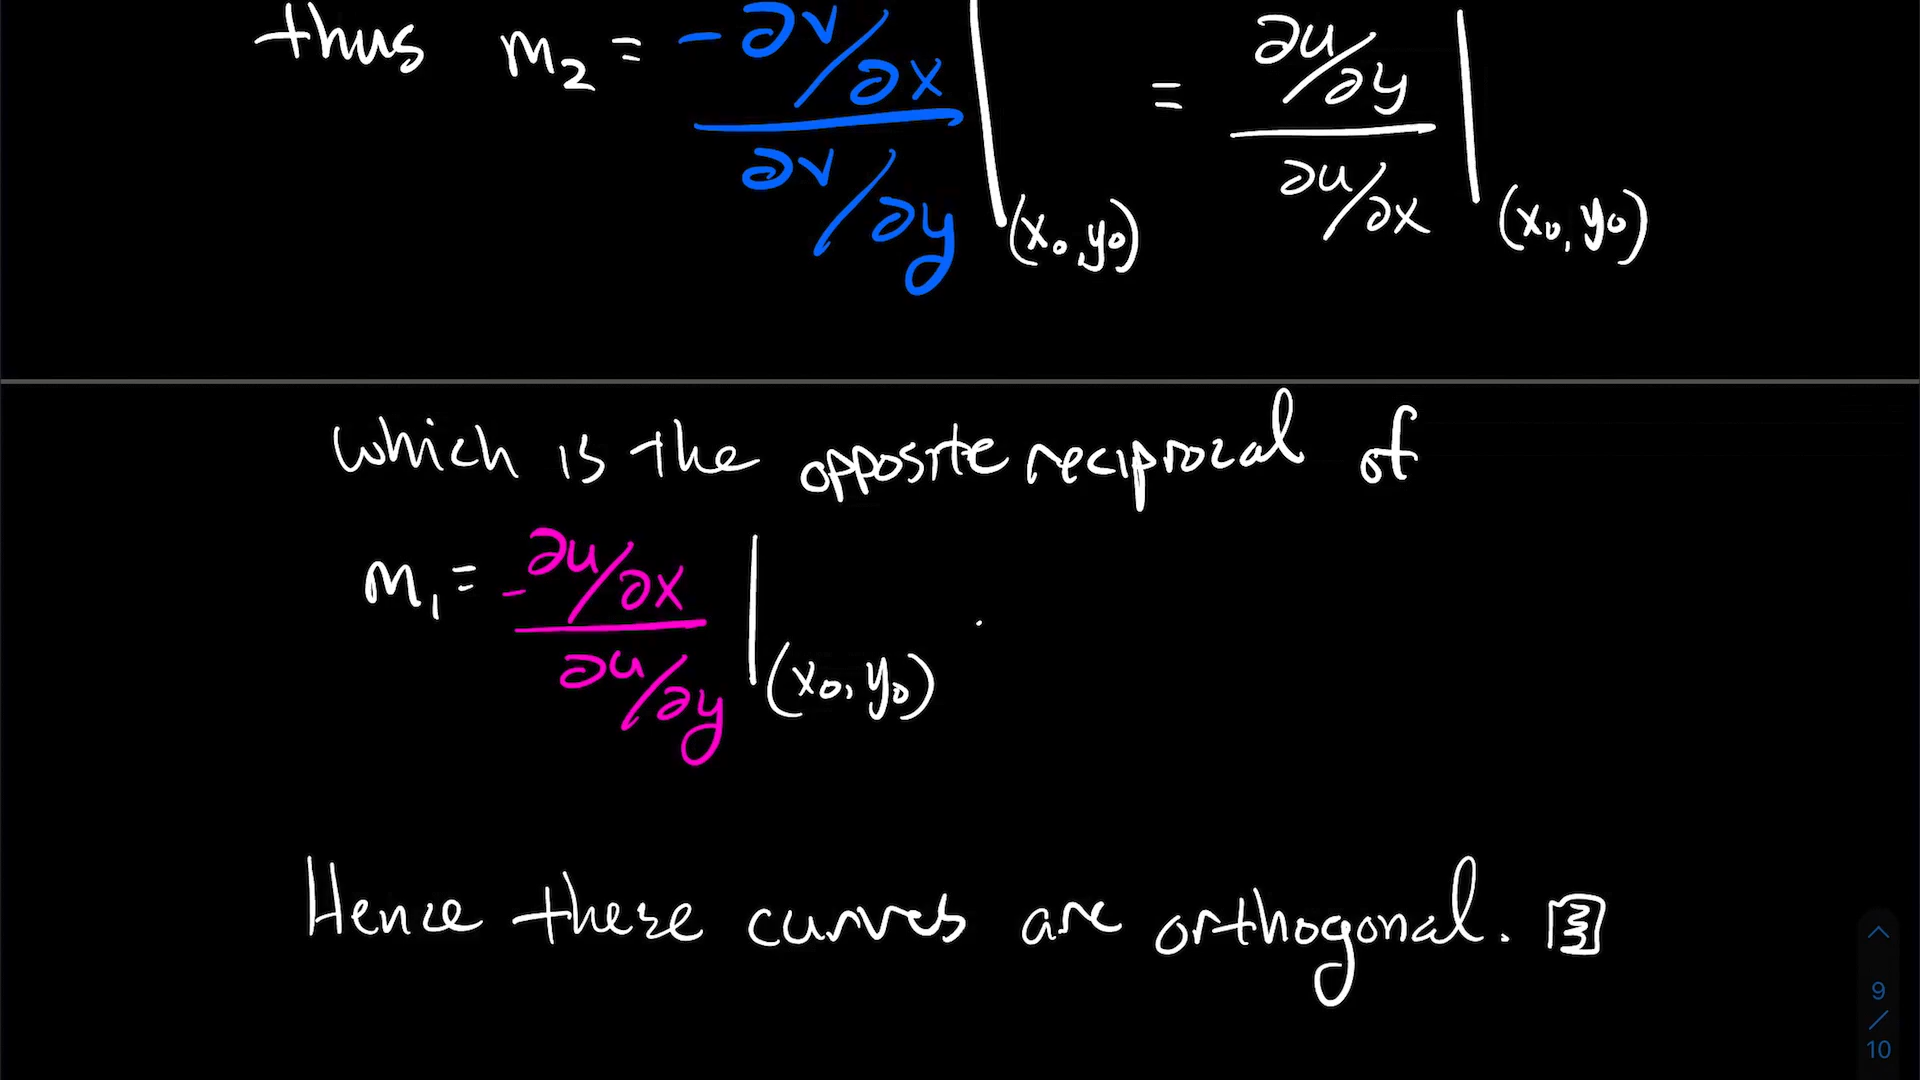 thus m₂ = -∂v/∂x / ∂v/∂y |(x₀,y₀) = ∂u/∂y / ∂u/∂x |(x₀,y₀)
which is the opposite reciprocal of
m₁ = -∂u/∂x / ∂u/∂y |(x₀,y₀).
Hence these curves are orthogonal.
9
/
10